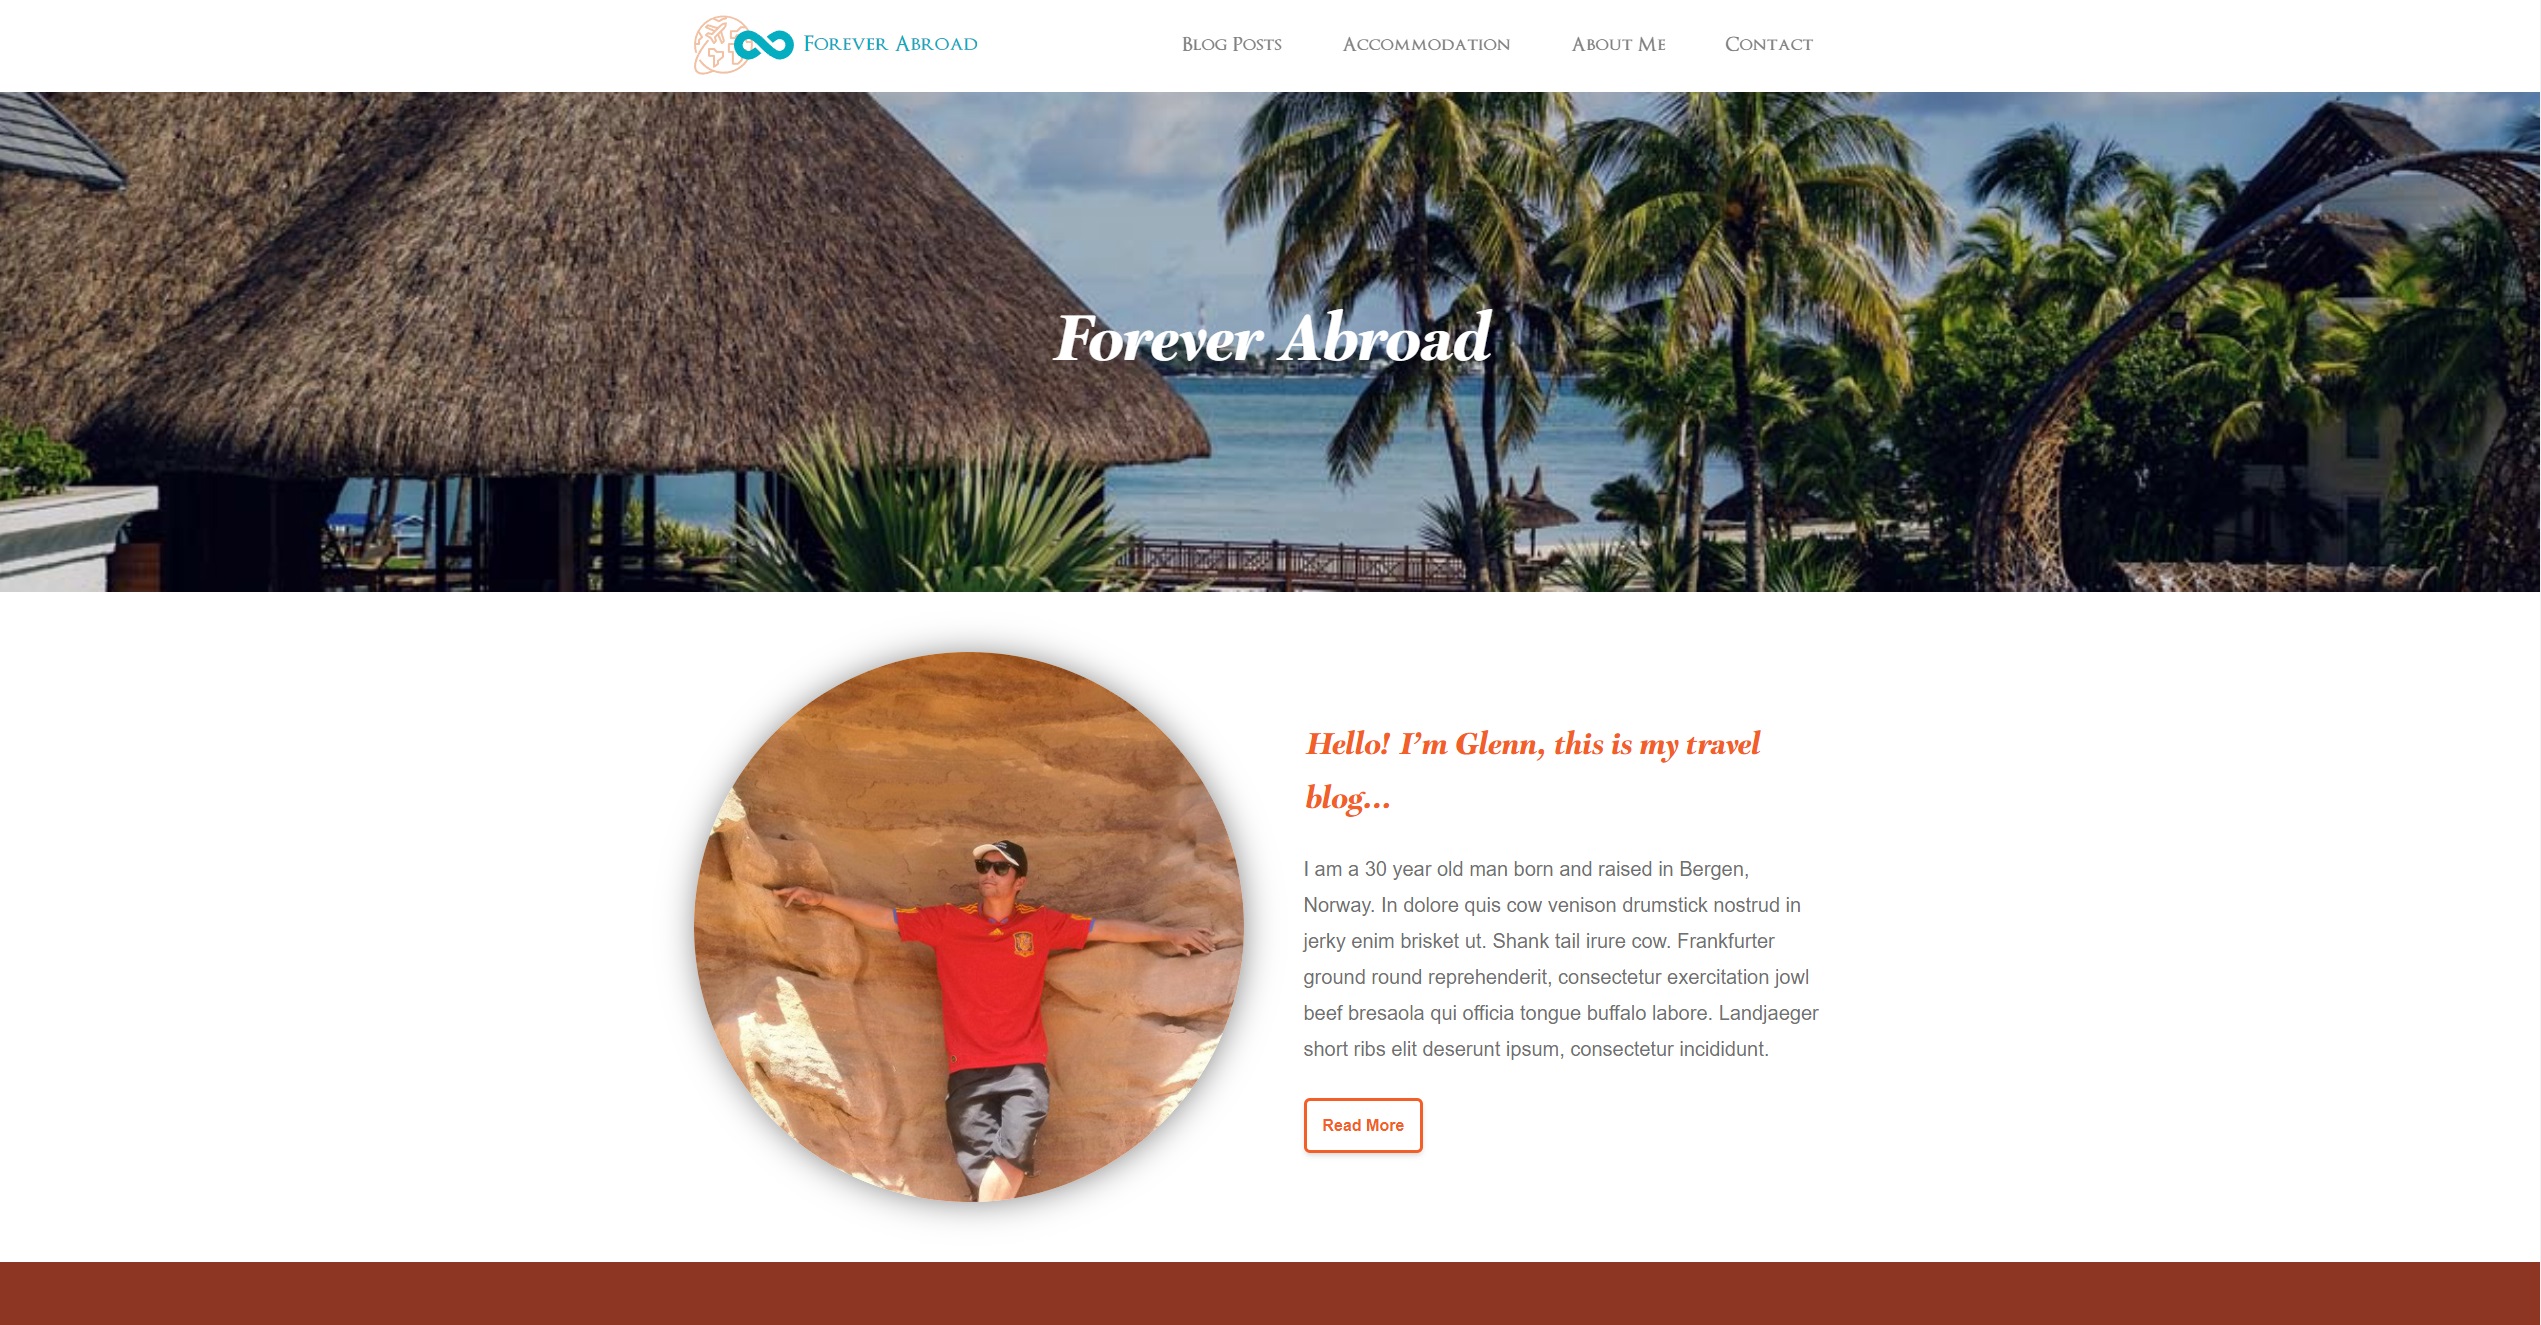 Forever Abroad
Blog Posts
Accommodation
About Me
Contact
Forever Abroad
Hello! I'm Glenn, this is my travel
blog...
I am a 30 year old man born and raised in Bergen,
Norway. In dolore quis cow venison drumstick nostrud in
jerky enim brisket ut. Shank tail irure cow. Frankfurter
ground round reprehenderit, consectetur exercitation jowl
beef bresaola qui officia tongue buffalo labore. Landjaeger
short ribs elit deserunt ipsum, consectetur incididunt.
Read More